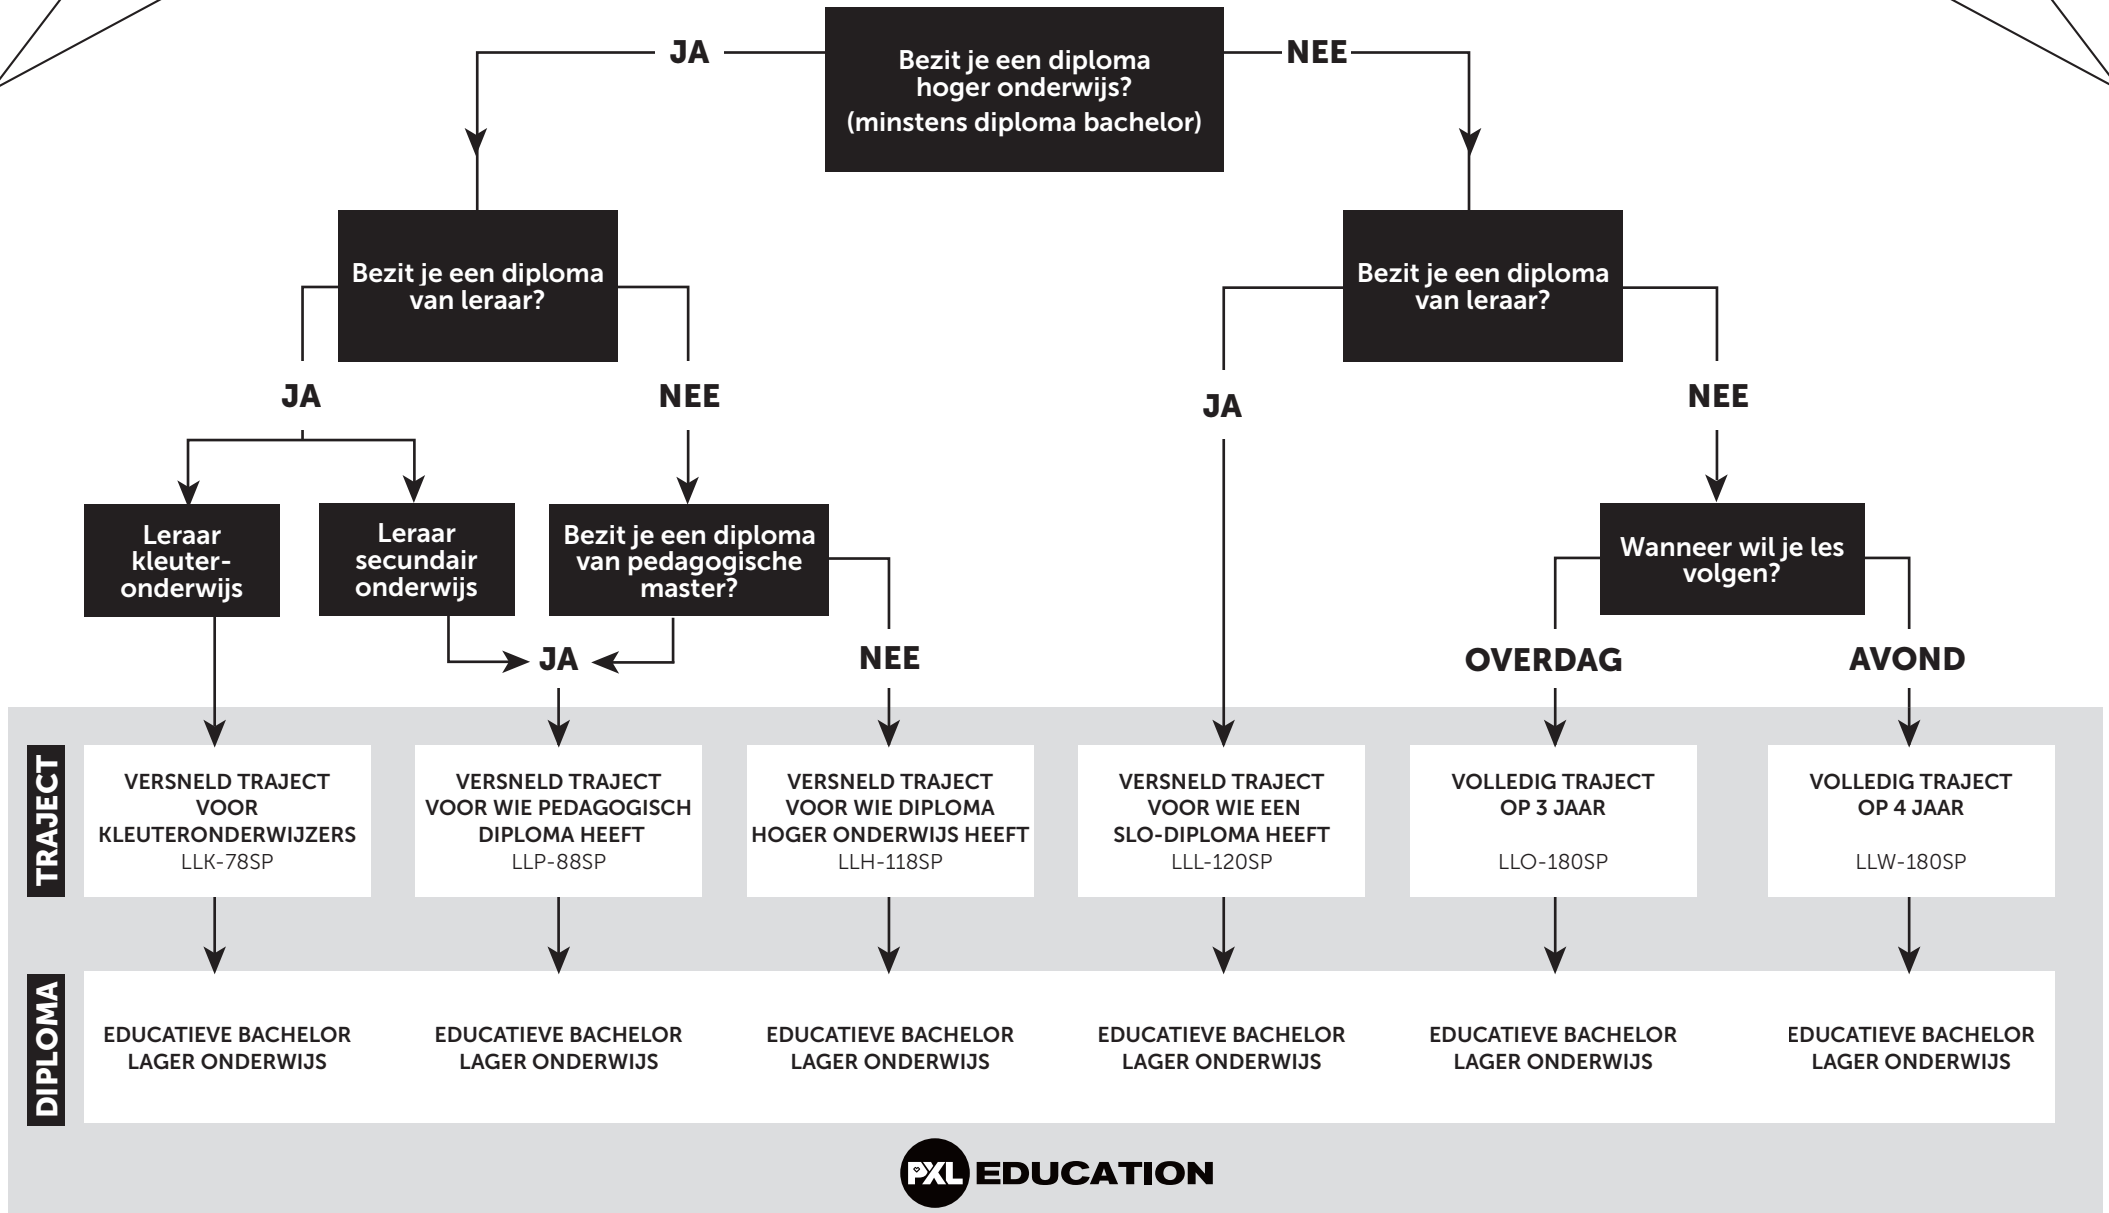 JA
NEE
Bezit je een diploma
hoger onderwijs?
(minstens diploma bachelor)
Bezit je een diploma
van leraar?
Bezit je een diploma
van leraar?
JA
NEE
JA
NEE
Leraar
kleuter-
onderwijs
Leraar
secundair
onderwijs
Bezit je een diploma
van pedagogische
master?
Wanneer wil je les
volgen?
JA
NEE
OVERDAG
AVOND
TRAJECT
VERSNELD TRAJECT
VOOR
KLEUTERONDERWIJZERS
LLK-78SP
VERSNELD TRAJECT
VOOR WIE PEDAGOGISCH
DIPLOMA HEEFT
LLP-88SP
VERSNELD TRAJECT
VOOR WIE DIPLOMA
HOGER ONDERWIJS HEEFT
LLH-118SP
VERSNELD TRAJECT
VOOR WIE EEN
SLO-DIPLOMA HEEFT
LLL-120SP
VOLLEDIG TRAJECT
OP 3 JAAR
LLO-180SP
VOLLEDIG TRAJECT
OP 4 JAAR
LLW-180SP
DIPLOMA
EDUCATIEVE BACHELOR
LAGER ONDERWIJS
EDUCATIEVE BACHELOR
LAGER ONDERWIJS
EDUCATIEVE BACHELOR
LAGER ONDERWIJS
EDUCATIEVE BACHELOR
LAGER ONDERWIJS
EDUCATIEVE BACHELOR
LAGER ONDERWIJS
EDUCATIEVE BACHELOR
LAGER ONDERWIJS
PXL EDUCATION